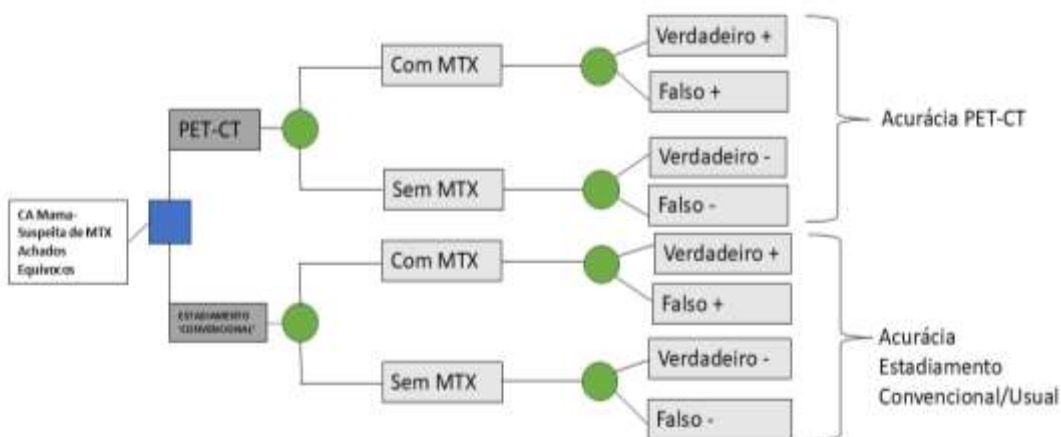 CA Mama-
Suspeita de MTX
Achados
Equivocos
PET-CT
Com MTX
Verdadeiro +
Falso +
Sem MTX
Verdadeiro -
Falso -
Acurácia PET-CT
ESTADIAMENTO
'CONVENCIONAL'
Com MTX
Verdadeiro +
Falso +
Sem MTX
Verdadeiro -
Falso -
Acurácia
Estadiamento
Convencional/Usual